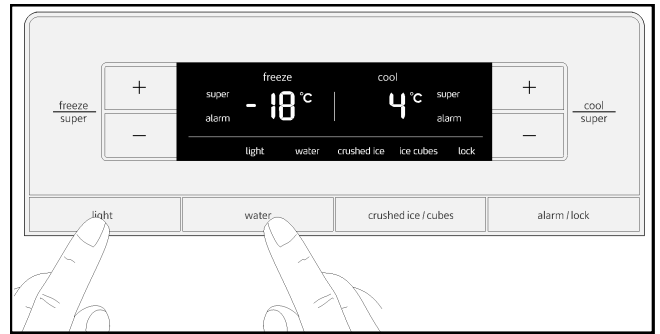 freeze
super
+
−
freeze
super
alarm
-18°C
cool
4°C
super
alarm
light water crushed ice ice cubes lock
+
−
cool
super
light
water
crushed ice / cubes
alarm / lock